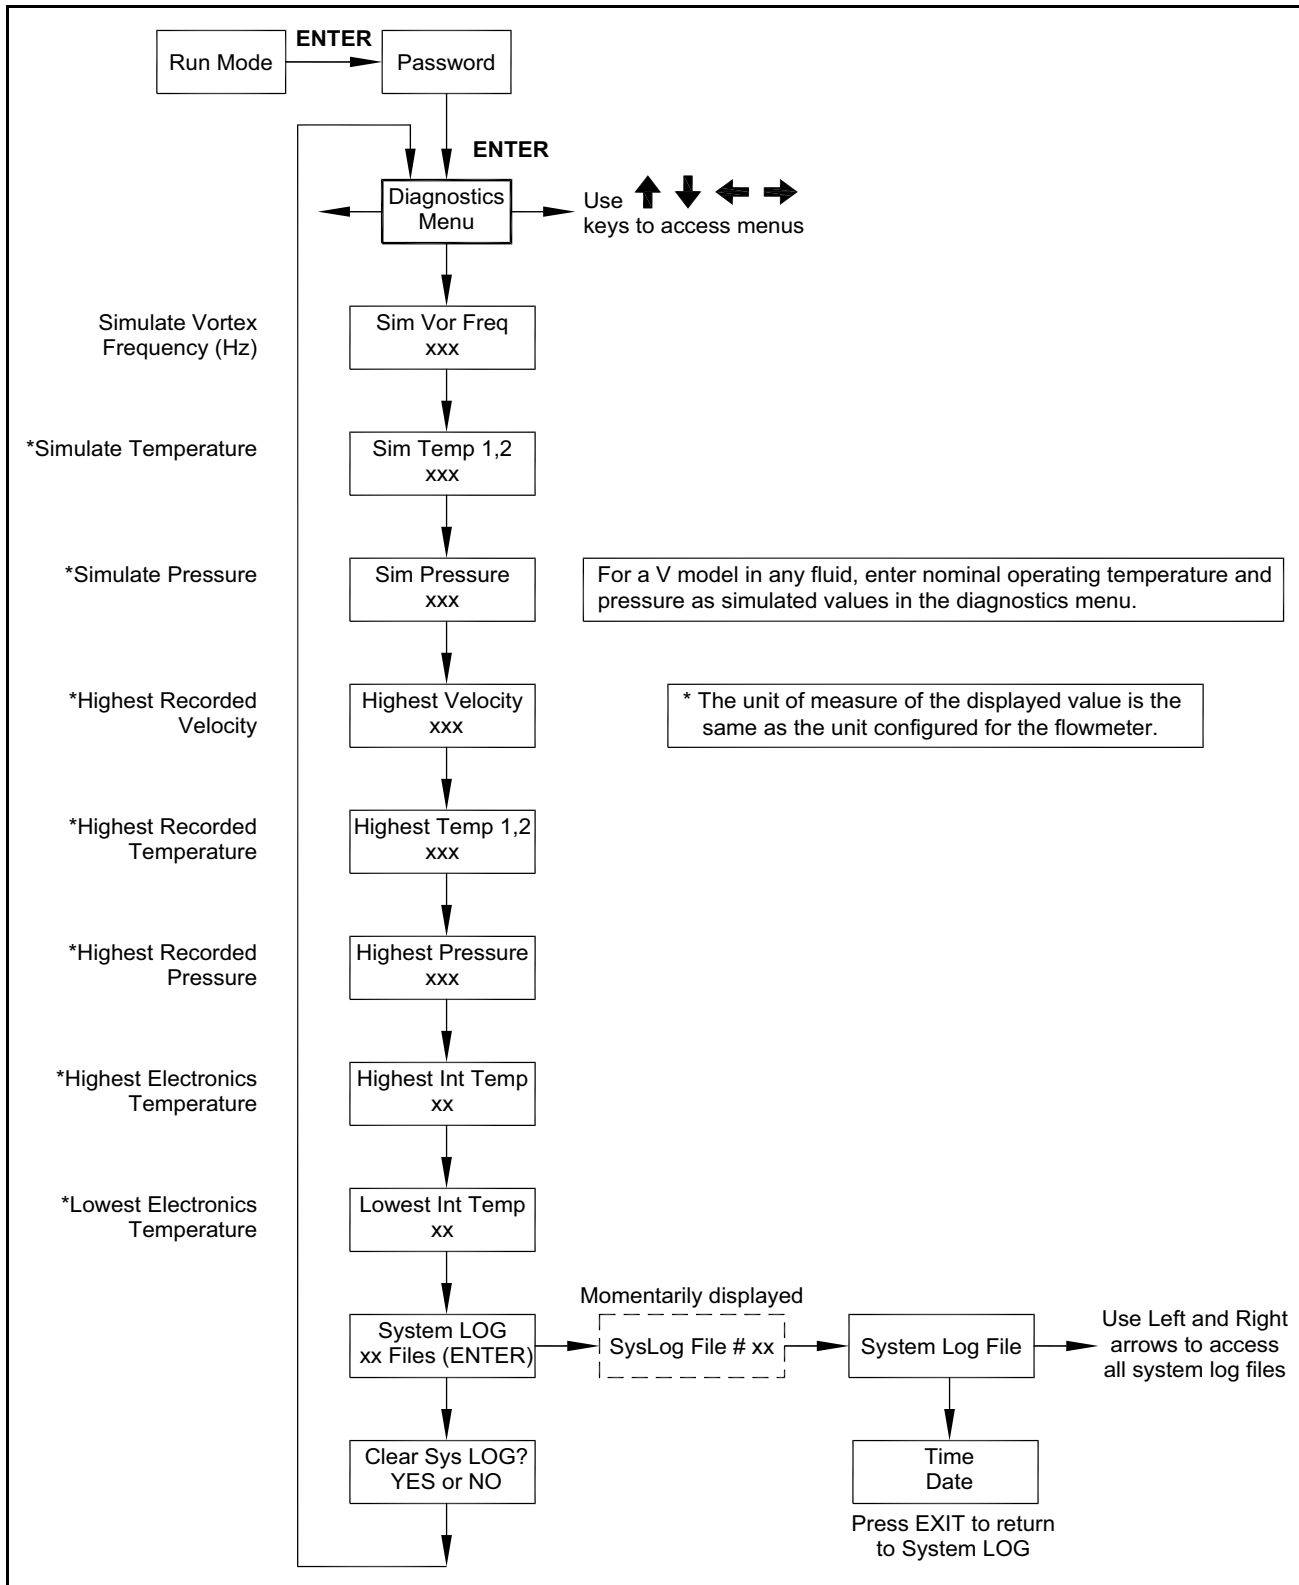 ENTER
Run Mode
Password
ENTER
Diagnostics
Menu
Use
keys to access menus
Simulate Vortex
Frequency (Hz)
Sim Vor Freq
xxx
*Simulate Temperature
Sim Temp 1,2
xxx
*Simulate Pressure
Sim Pressure
xxx
For a V model in any fluid, enter nominal operating temperature and
pressure as simulated values in the diagnostics menu.
*Highest Recorded
Velocity
Highest Velocity
xxx
* The unit of measure of the displayed value is the
same as the unit configured for the flowmeter.
*Highest Recorded
Temperature
Highest Temp 1,2
xxx
*Highest Recorded
Pressure
Highest Pressure
xxx
*Highest Electronics
Temperature
Highest Int Temp
xx
*Lowest Electronics
Temperature
Lowest Int Temp
xx
System LOG
xx Files (ENTER)
Momentarily displayed
SysLog File # xx
System Log File
Use Left and Right
arrows to access
all system log files
Clear Sys LOG?
YES or NO
Time
Date
Press EXIT to return
to System LOG